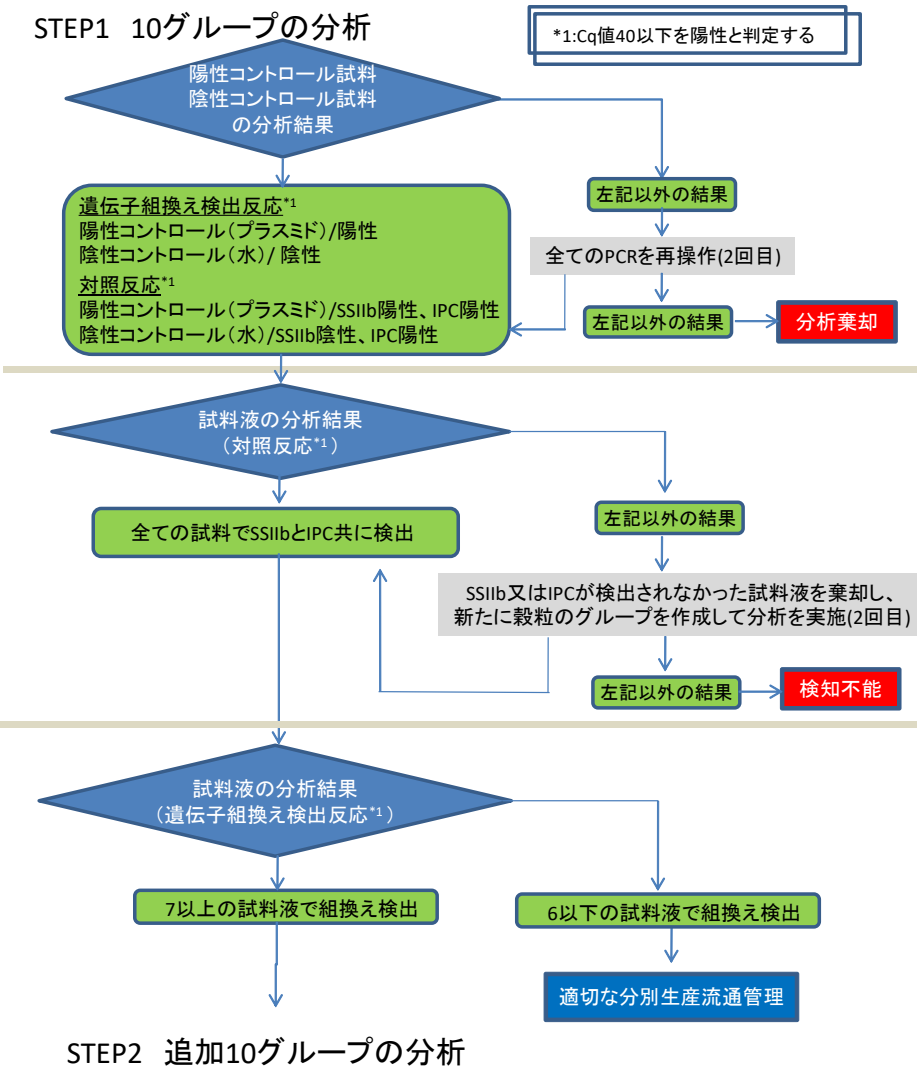 STEP1 10グループの分析
*1:Cq値40以下を陽性と判定する
陽性コントロール試料
陰性コントロール試料
の分析結果
遺伝子組換え検出反応*1
陽性コントロール(プラスミド)/陽性
陰性コントロール(水)/ 陰性
対照反応*1
陽性コントロール(プラスミド)/SSIIb陽性、IPC陽性
陰性コントロール(水)/SSIIb陰性、IPC陽性
左記以外の結果
全てのPCRを再操作(2回目)
左記以外の結果
分析棄却
試料液の分析結果
(対照反応*1)
全ての試料でSSIIbとIPC共に検出
左記以外の結果
SSIIb又はIPCが検出されなかった試料液を棄却し、
新たに穀粒のグループを作成して分析を実施(2回目)
左記以外の結果
検知不能
試料液の分析結果
(遺伝子組換え検出反応*1)
7以上の試料液で組換え検出
6以下の試料液で組換え検出
適切な分別生産流通管理
STEP2 追加10グループの分析